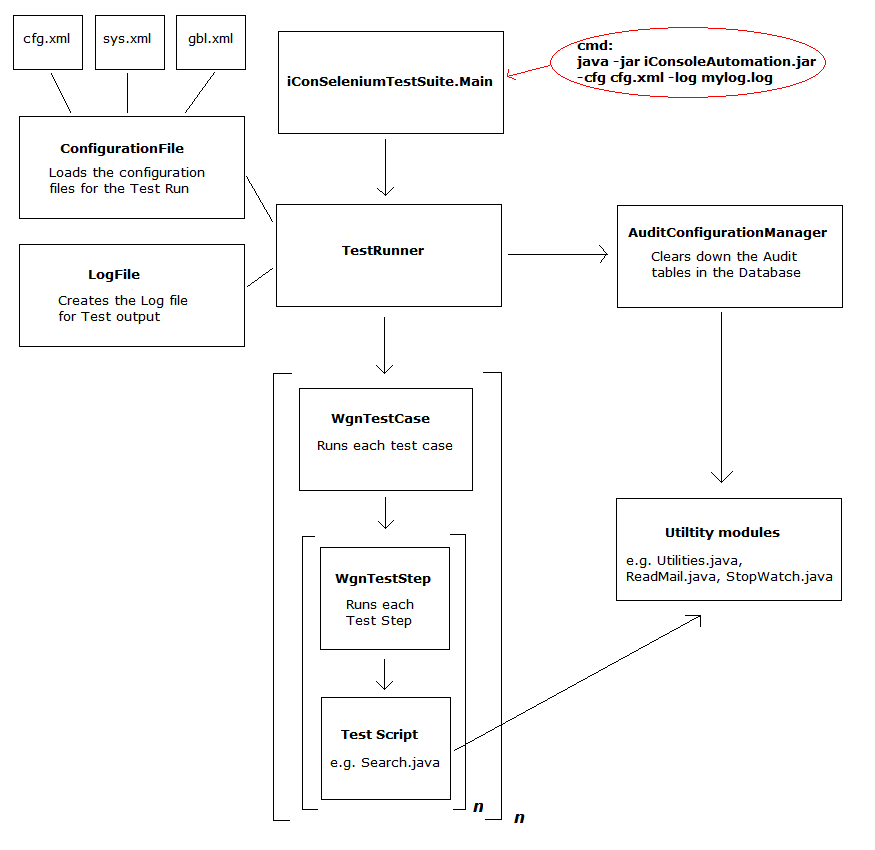 cfg.xml
sys.xml
gbl.xml
iConSeleniumTestSuite.Main
cmd:
java -jar iConsoleAutomation.jar
-cfg cfg.xml -log mylog.log
ConfigurationFile
Loads the configuration
files for the Test Run
LogFile
Creates the Log file
for Test output
TestRunner
AuditConfigurationManager
Clears down the Audit
tables in the Database
WgnTestCase
Runs each test case
WgnTestStep
Runs each
Test Step
Test Script
e.g. Search.java
n
n
Utiltity modules
e.g. Utilities.java,
ReadMail.java, StopWatch.java